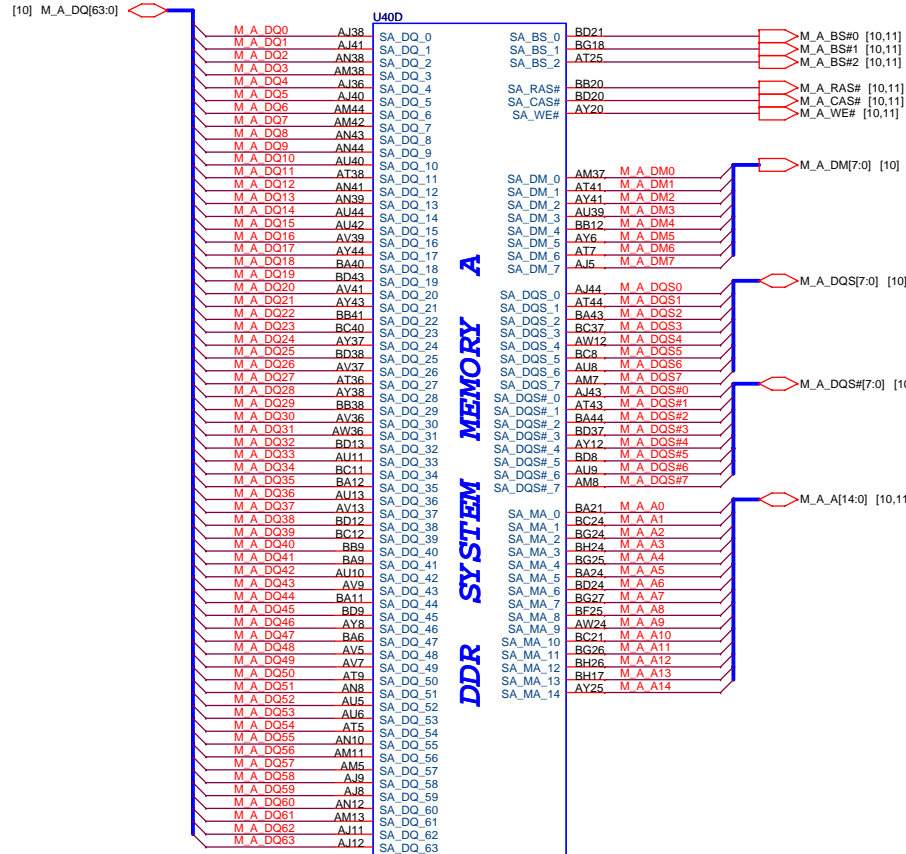 [10] M_A_DQ[63:0]
U40D
M_A_DQ0 AJ38 SA_DQ_0
M_A_DQ1 AJ41 SA_DQ_1
M_A_DQ2 AN38 SA_DQ_2
M_A_DQ3 AM38 SA_DQ_3
M_A_DQ4 AJ36 SA_DQ_4
M_A_DQ5 AJ40 SA_DQ_5
M_A_DQ6 AM44 SA_DQ_6
M_A_DQ7 AM42 SA_DQ_7
M_A_DQ8 AN43 SA_DQ_8
M_A_DQ9 AN44 SA_DQ_9
M_A_DQ10 AU40 SA_DQ_10
M_A_DQ11 AT38 SA_DQ_11
M_A_DQ12 AN41 SA_DQ_12
M_A_DQ13 AN39 SA_DQ_13
M_A_DQ14 AU44 SA_DQ_14
M_A_DQ15 AU42 SA_DQ_15
M_A_DQ16 AV39 SA_DQ_16
M_A_DQ17 AY44 SA_DQ_17
M_A_DQ18 BA40 SA_DQ_18
M_A_DQ19 BD43 SA_DQ_19
M_A_DQ20 AV41 SA_DQ_20
M_A_DQ21 AY43 SA_DQ_21
M_A_DQ22 BB41 SA_DQ_22
M_A_DQ23 BC40 SA_DQ_23
M_A_DQ24 AY37 SA_DQ_24
M_A_DQ25 BD38 SA_DQ_25
M_A_DQ26 AV37 SA_DQ_26
M_A_DQ27 AT36 SA_DQ_27
M_A_DQ28 AY38 SA_DQ_28
M_A_DQ29 BB38 SA_DQ_29
M_A_DQ30 AV36 SA_DQ_30
M_A_DQ31 AW36 SA_DQ_31
M_A_DQ32 BD13 SA_DQ_32
M_A_DQ33 AU11 SA_DQ_33
M_A_DQ34 BC11 SA_DQ_34
M_A_DQ35 BA12 SA_DQ_35
M_A_DQ36 AU13 SA_DQ_36
M_A_DQ37 AV13 SA_DQ_37
M_A_DQ38 BD12 SA_DQ_38
M_A_DQ39 BC12 SA_DQ_39
M_A_DQ40 BB9 SA_DQ_40
M_A_DQ41 BA9 SA_DQ_41
M_A_DQ42 AU10 SA_DQ_42
M_A_DQ43 AV9 SA_DQ_43
M_A_DQ44 BA11 SA_DQ_44
M_A_DQ45 BD9 SA_DQ_45
M_A_DQ46 AY8 SA_DQ_46
M_A_DQ47 BA6 SA_DQ_47
M_A_DQ48 AV5 SA_DQ_48
M_A_DQ49 AV7 SA_DQ_49
M_A_DQ50 AT9 SA_DQ_50
M_A_DQ51 AN8 SA_DQ_51
M_A_DQ52 AU5 SA_DQ_52
M_A_DQ53 AU6 SA_DQ_53
M_A_DQ54 AT5 SA_DQ_54
M_A_DQ55 AN10 SA_DQ_55
M_A_DQ56 AM11 SA_DQ_56
M_A_DQ57 AM5 SA_DQ_57
M_A_DQ58 AJ9 SA_DQ_58
M_A_DQ59 AJ8 SA_DQ_59
M_A_DQ60 AN12 SA_DQ_60
M_A_DQ61 AM13 SA_DQ_61
M_A_DQ62 AJ11 SA_DQ_62
M_A_DQ63 AJ12 SA_DQ_63
DDR SYSTEM MEMORY A
SA_BS_0 BD21 M_A_BS#0 [10,11]
SA_BS_1 BG18 M_A_BS#1 [10,11]
SA_BS_2 AT25 M_A_BS#2 [10,11]
SA_RAS# BB20 M_A_RAS# [10,11]
SA_CAS# BD20 M_A_CAS# [10,11]
SA_WE# AY20 M_A_WE# [10,11]
M_A_DM[7:0] [10]
SA_DM_0 AM37 M_A_DM0
SA_DM_1 AT41 M_A_DM1
SA_DM_2 AY41 M_A_DM2
SA_DM_3 AU39 M_A_DM3
SA_DM_4 BB12 M_A_DM4
SA_DM_5 AY6 M_A_DM5
SA_DM_6 AT7 M_A_DM6
SA_DM_7 AJ5 M_A_DM7
M_A_DQS[7:0] [10]
SA_DQS_0 AJ44 M_A_DQS0
SA_DQS_1 AT44 M_A_DQS1
SA_DQS_2 BA43 M_A_DQS2
SA_DQS_3 BC37 M_A_DQS3
SA_DQS_4 AW12 M_A_DQS4
SA_DQS_5 BC8 M_A_DQS5
SA_DQS_6 AU8 M_A_DQS6
SA_DQS_7 AM7 M_A_DQS7
M_A_DQS#[7:0] [10
SA_DQS#_0 AJ43 M_A_DQS#0
SA_DQS#_1 AT43 M_A_DQS#1
SA_DQS#_2 BA44 M_A_DQS#2
SA_DQS#_3 BD37 M_A_DQS#3
SA_DQS#_4 AY12 M_A_DQS#4
SA_DQS#_5 BD8 M_A_DQS#5
SA_DQS#_6 AU9 M_A_DQS#6
SA_DQS#_7 AM8 M_A_DQS#7
M_A_A[14:0] [10,11
SA_MA_0 BA21 M_A_A0
SA_MA_1 BC24 M_A_A1
SA_MA_2 BG24 M_A_A2
SA_MA_3 BH24 M_A_A3
SA_MA_4 BG25 M_A_A4
SA_MA_5 BA24 M_A_A5
SA_MA_6 BD24 M_A_A6
SA_MA_7 BG27 M_A_A7
SA_MA_8 BF25 M_A_A8
SA_MA_9 AW24 M_A_A9
SA_MA_10 BC21 M_A_A10
SA_MA_11 BG26 M_A_A11
SA_MA_12 BH26 M_A_A12
SA_MA_13 BH17 M_A_A13
SA_MA_14 AY25 M_A_A14